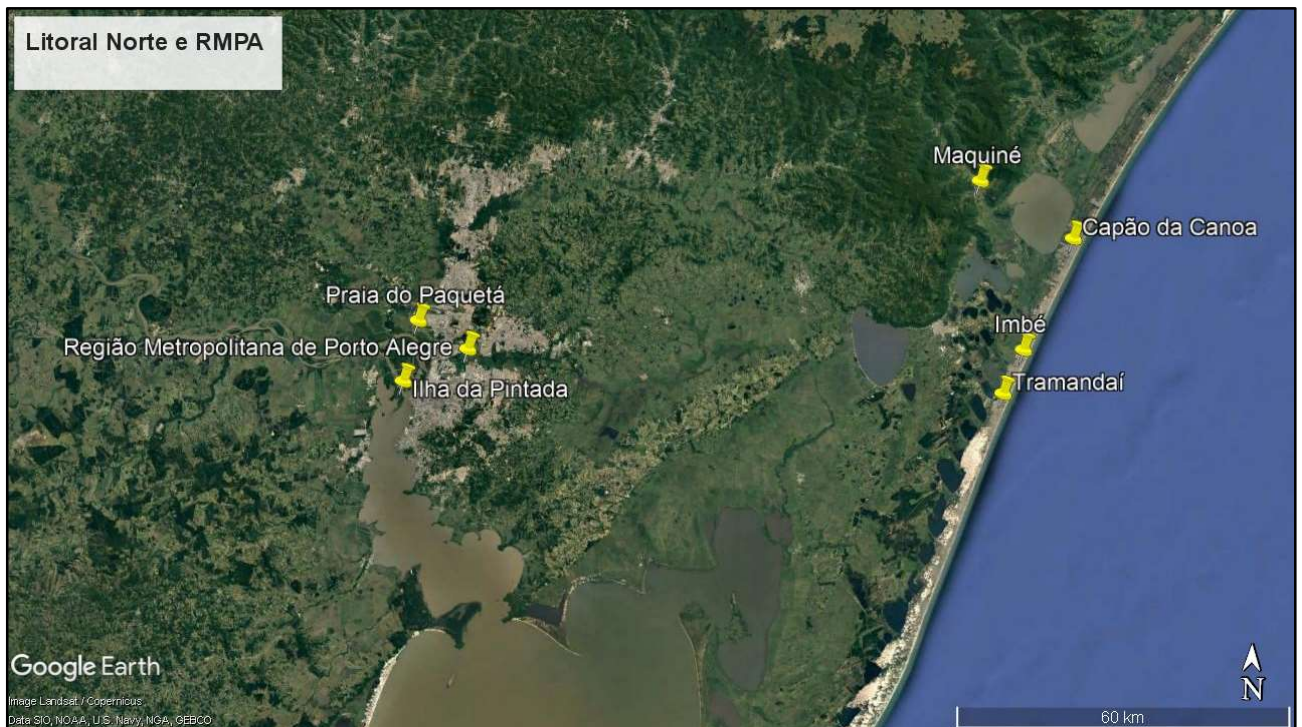 Litoral Norte e RMPA
Maquiné
Capão da Canoa
Praia do Paquetá
Imbé
Região Metropolitana de Porto Alegre
Tramandaí
Ilha da Pintada
Google Earth
Image Landsat / Copernicus
Data SIO, NOAA, U.S. Navy, NGA, GEBCO
N
60 km